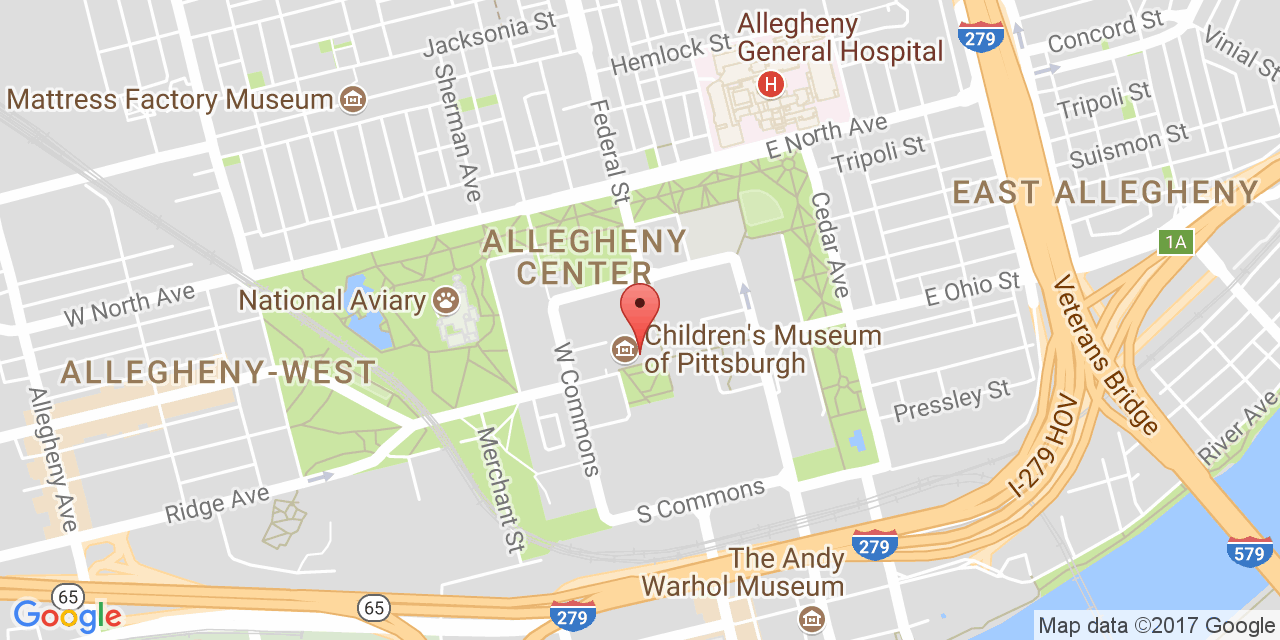 Jacksonia St
Hemlock St
Allegheny
General Hospital
H
279
Concord St
Vinial St
Mattress Factory Museum
Sherman Ave
Federal St
E North Ave
Tripoli St
Tripoli St
Suismon St
EAST ALLEGHENY
Cedar Ave
1A
ALLEGHENY
CENTER
W North Ave
National Aviary
E Ohio St
Veterans Bridge
Children's Museum
of Pittsburgh
ALLEGHENY-WEST
W Commons
Pressley St
Allegheny Ave
Merchant St
I-279 HOV
River Ave
Ridge Ave
S Commons
279
579
The Andy
Warhol Museum
65
65
279
Google
Map data ©2017 Google